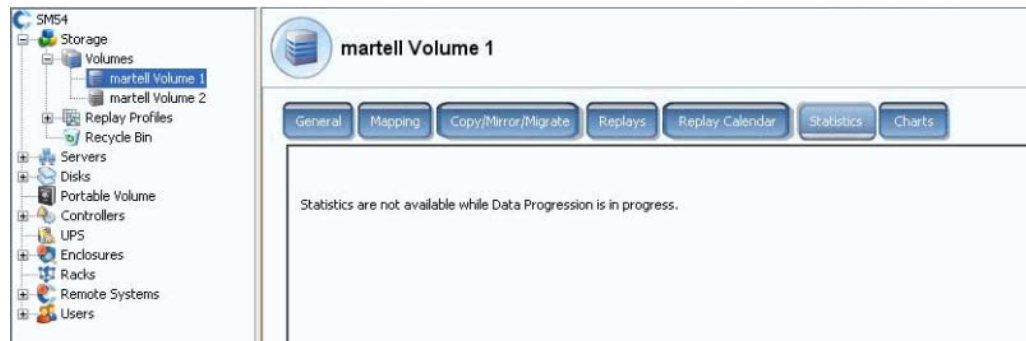 SM54
Storage
Volumes
martell Volume 1
martell Volume 2
Replay Profiles
Recycle Bin
Servers
Disks
Portable Volume
Controllers
UPS
Enclosures
Racks
Remote Systems
Users
martell Volume 1
General Mapping Copy/Mirror/Migrate Replays Replay Calendar Statistics Charts
Statistics are not available while Data Progression is in progress.